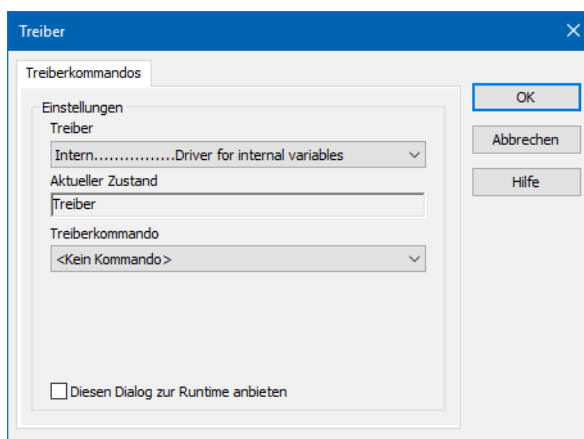 Treiber
Treiberkommandos
Einstellungen
Treiber
Intern................Driver for internal variables
Aktueller Zustand
Treiber
Treiberkommando
<Kein Kommando>
Diesen Dialog zur Runtime anbieten
OK
Abbrechen
Hilfe